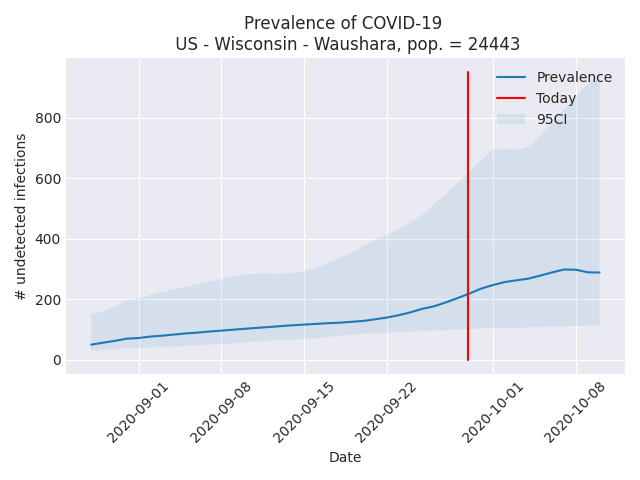 Prevalence of COVID-19
US - Wisconsin - Waushara, pop. = 24443
Prevalence
Today
95CI
# undetected infections
800
600
400
200
0
2020-09-01
2020-09-08
2020-09-15
2020-09-22
2020-10-01
2020-10-08
Date